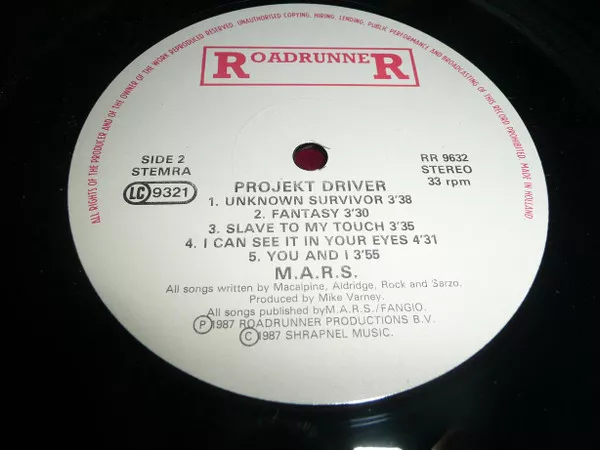 ALL RIGHTS OF THE PRODUCER AND OF THE OWNER OF THE WORK REPRODUCED RESERVED. UNAUTHORISED COPYING, HIRING, LENDING, PUBLIC PERFORMANCE AND BROADCASTING OF THIS RECORD PROHIBITED. MADE IN HOLLAND
ROADRUNNER
SIDE 2
STEMRA
LC 9321
RR 9632
STEREO
33 rpm
PROJEKT DRIVER
1. UNKNOWN SURVIVOR 3'38
2. FANTASY 3'30
3. SLAVE TO MY TOUCH 3'35
4. I CAN SEE IT IN YOUR EYES 4'31
5. YOU AND I 3'55
M.A.R.S.
All songs written by Macalpine, Aldridge, Rock and Sarzo.
Produced by Mike Varney.
All songs published by M.A.R.S./FANGIO.
Ⓟ 1987 ROADRUNNER PRODUCTIONS B.V.
© 1987 SHRAPNEL MUSIC.